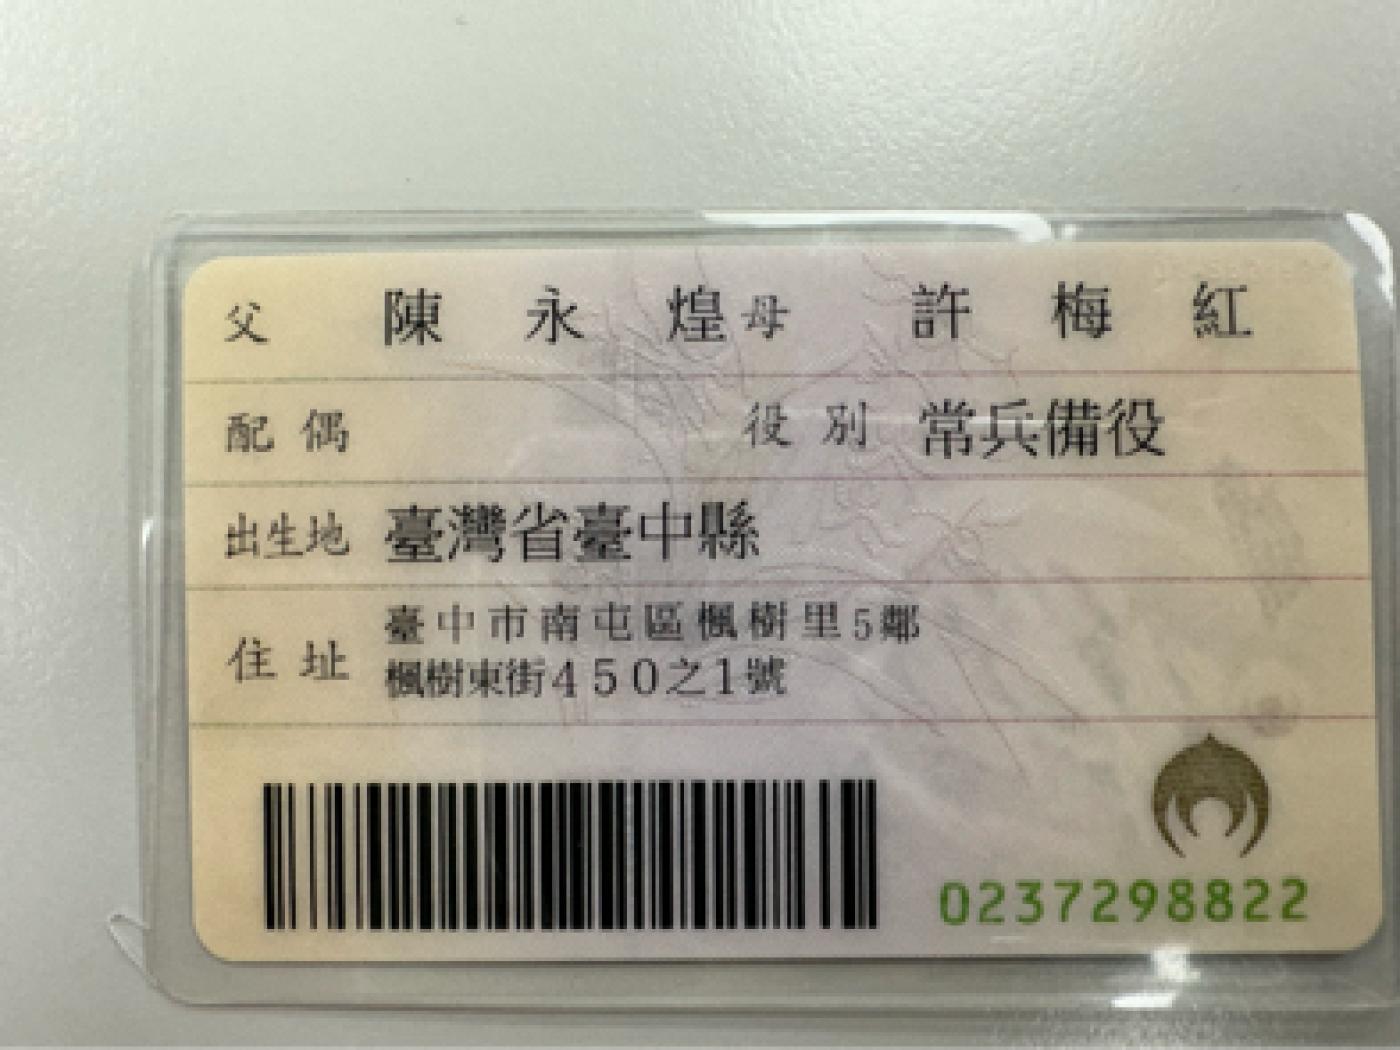 父 陳永煌 母 許梅紅
配偶 役別 常兵備役
出生地 臺灣省臺中縣
住址 臺中市南屯區楓樹里5鄰
楓樹東街450之1號
0237298822